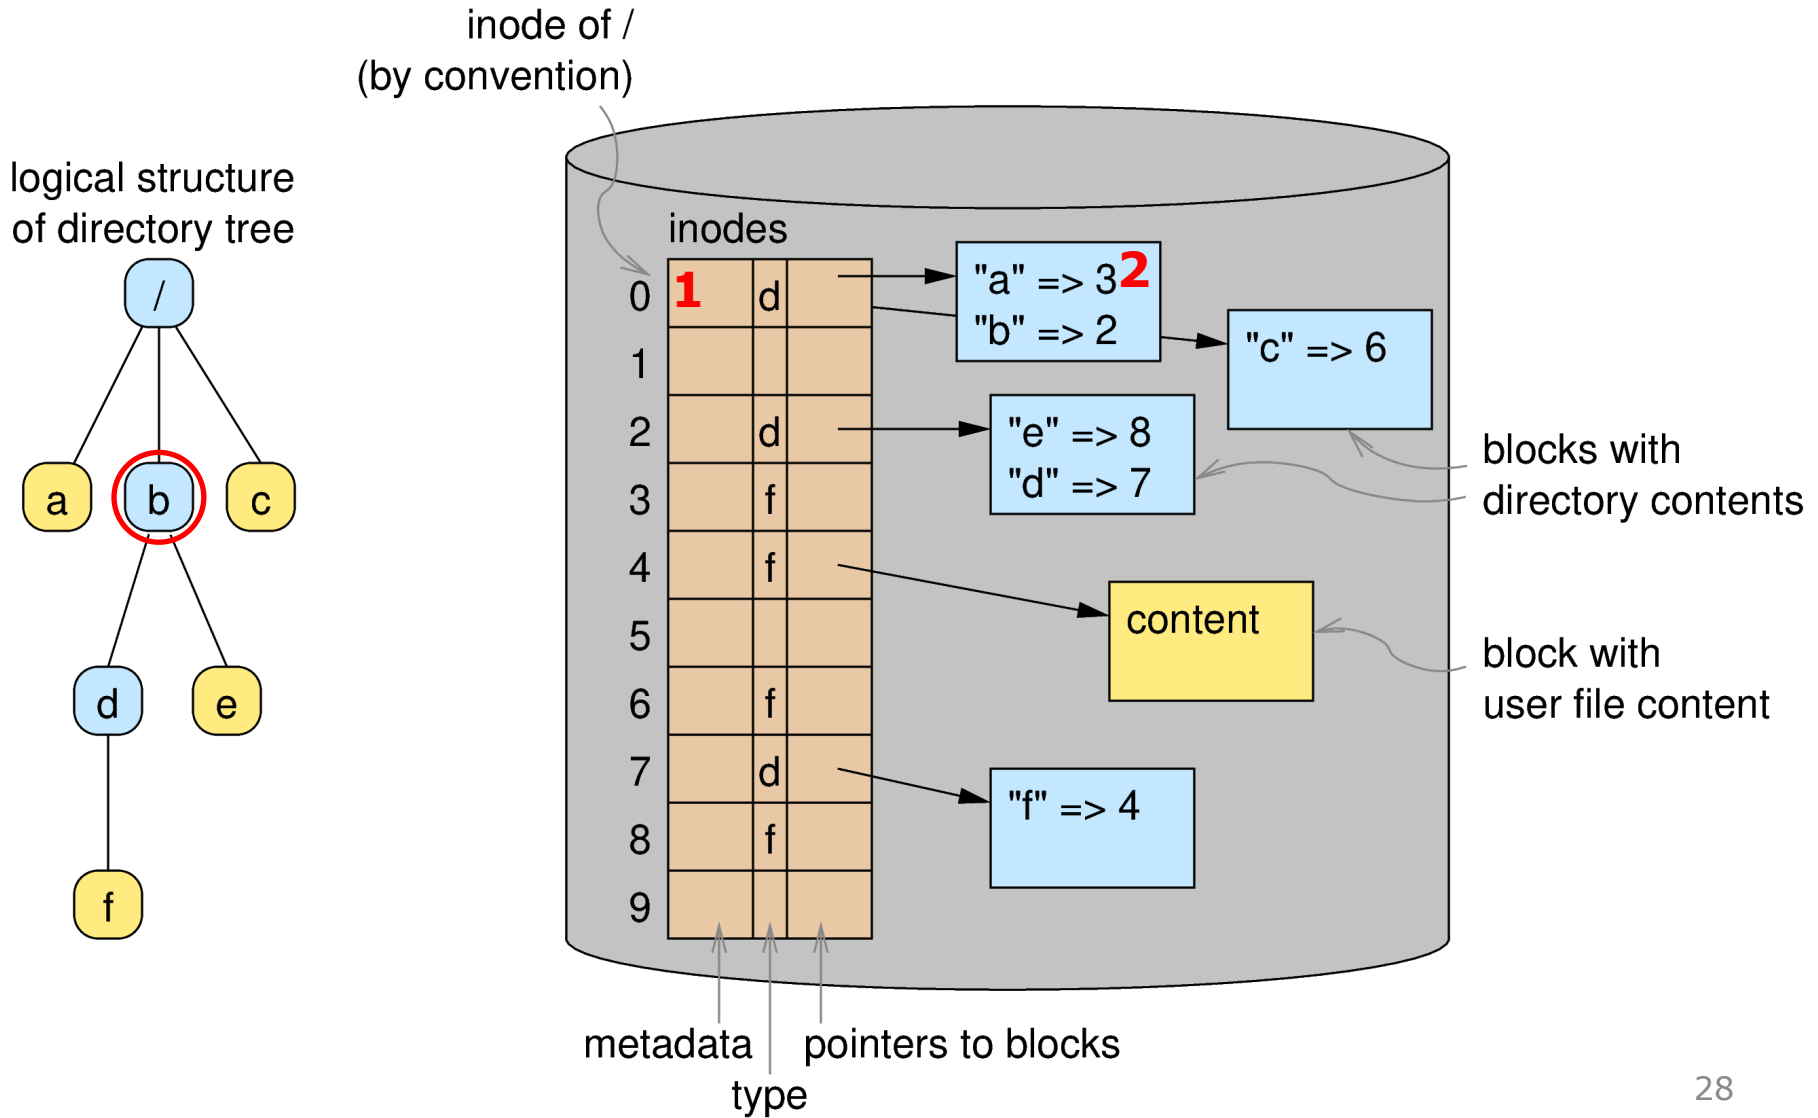 inode of /
(by convention)
logical structure
of directory tree
/
a
b
c
d
e
f
inodes
0
1
d
1
2
d
3
f
4
f
5
6
f
7
d
8
f
9
"a" => 3
2
"b" => 2
"c" => 6
"e" => 8
"d" => 7
content
"f" => 4
blocks with
directory contents
block with
user file content
metadata
type
pointers to blocks
28